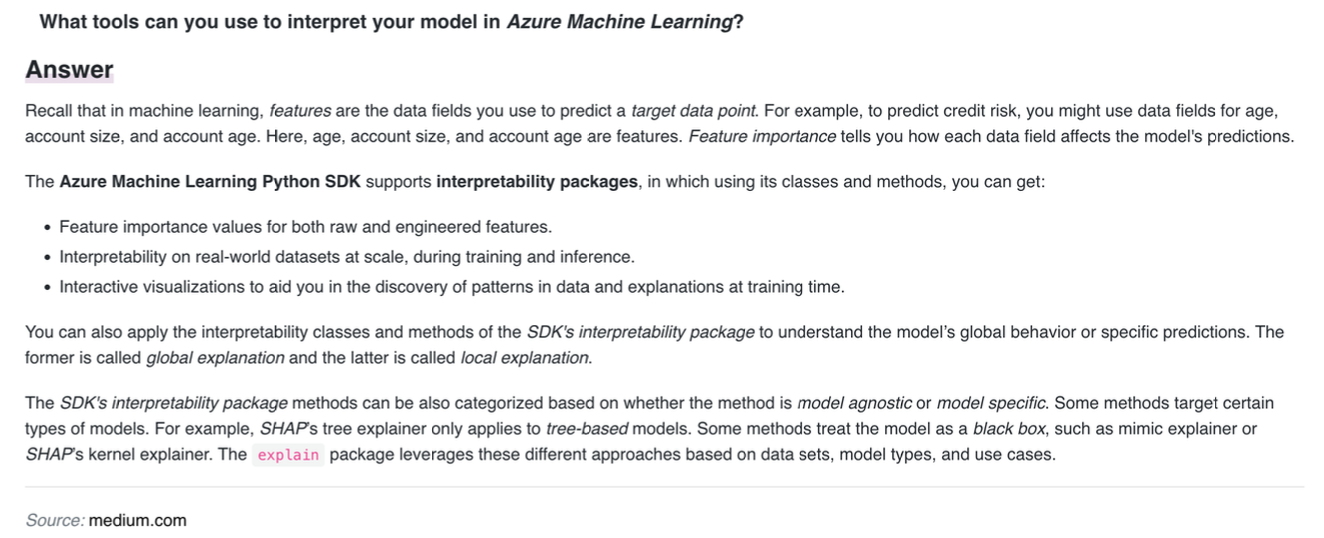 What tools can you use to interpret your model in Azure Machine Learning?
Answer
Recall that in machine learning, features are the data fields you use to predict a target data point. For example, to predict credit risk, you might use data fields for age,
account size, and account age. Here, age, account size, and account age are features. Feature importance tells you how each data field affects the model's predictions.
The Azure Machine Learning Python SDK supports interpretability packages, in which using its classes and methods, you can get:
• Feature importance values for both raw and engineered features.
• Interpretability on real-world datasets at scale, during training and inference.
• Interactive visualizations to aid you in the discovery of patterns in data and explanations at training time.
You can also apply the interpretability classes and methods of the SDK's interpretability package to understand the model's global behavior or specific predictions. The
former is called global explanation and the latter is called local explanation.
The SDK's interpretability package methods can be also categorized based on whether the method is model agnostic or model specific. Some methods target certain
types of models. For example, SHAP's tree explainer only applies to tree-based models. Some methods treat the model as a black box, such as mimic explainer or
SHAP's kernel explainer. The explain package leverages these different approaches based on data sets, model types, and use cases.
Source: medium.com